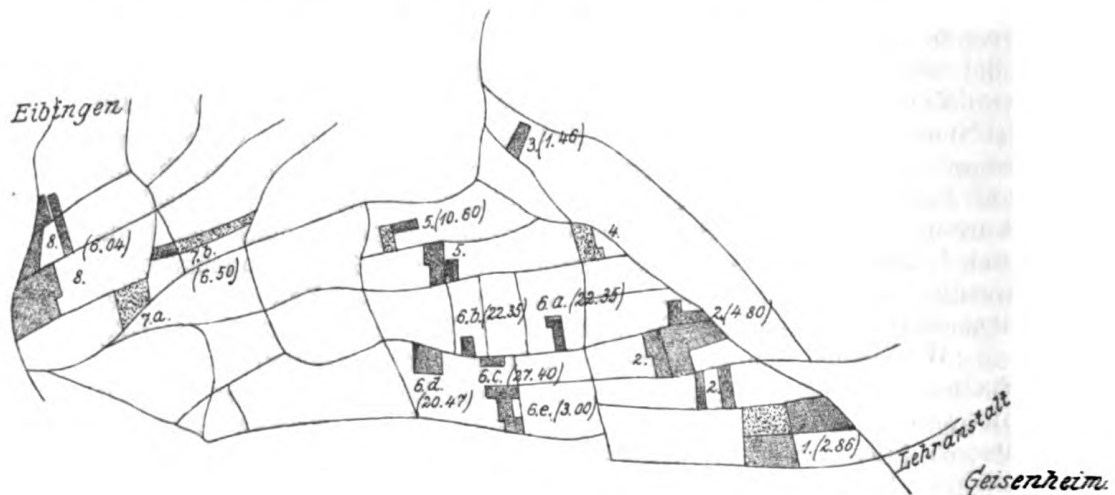 Eibingen
3.(1.46)
5.(10.60)
4.
8.
(6.04)
7.b.
5.
8.
(6.50)
6.a.(22.35)
7.a.
6.b.(22.35)
2.(4.80)
2.
6.c.(27.40)
6.d.
(20.47)
2.
6.e.(3.00)
1.(2.86)
Lehranstalt
Geisenheim.